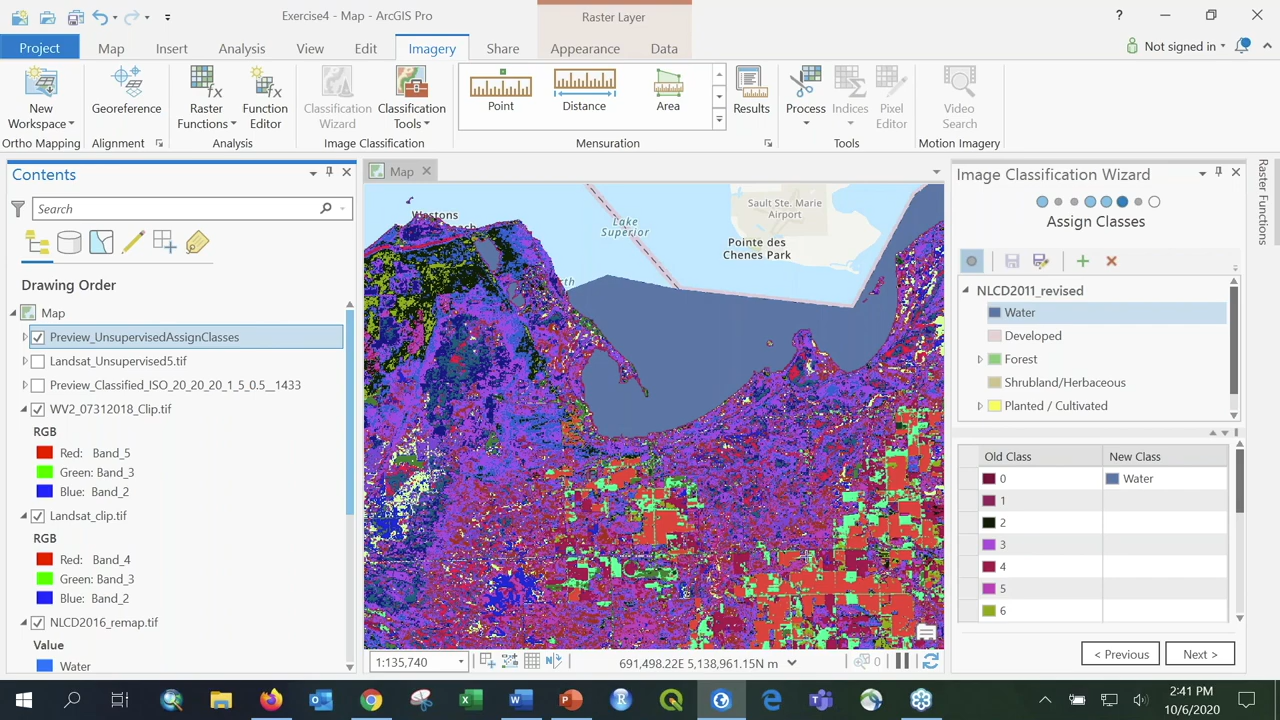 Exercise4 - Map - ArcGIS Pro
Raster Layer
?
Project
Map
Insert
Analysis
View
Edit
Imagery
Share
Appearance
Data
Not signed in
New Workspace
Georeference
Raster Functions
Function Editor
Classification Wizard
Classification Tools
Point
Distance
Area
Results
Process
Indices
Pixel Editor
Video Search
Ortho Mapping
Alignment
Analysis
Image Classification
Mensuration
Tools
Motion Imagery
Contents
Search
Drawing Order
Map
Preview_UnsupervisedAssignClasses
Landsat_Unsupervised5.tif
Preview_Classified_ISO_20_20_20_1_5_0.5__1433
WV2_07312018_Clip.tif
RGB
Red: Band_5
Green: Band_3
Blue: Band_2
Landsat_clip.tif
RGB
Red: Band_4
Green: Band_3
Blue: Band_2
NLCD2016_remap.tif
Value
Water
Map
Lake
Superior
Sault Ste. Marie
Airport
Pointe des
Chenes Park
1:135,740
691,498.22E 5,138,961.15N m
0
Image Classification Wizard
Assign Classes
NLCD2011_revised
Water
Developed
Forest
Shrubland/Herbaceous
Planted / Cultivated
Old Class New Class
0 Water
1
2
3
4
5
6
< Previous
Next >
Raster Functions
2:41 PM
10/6/2020